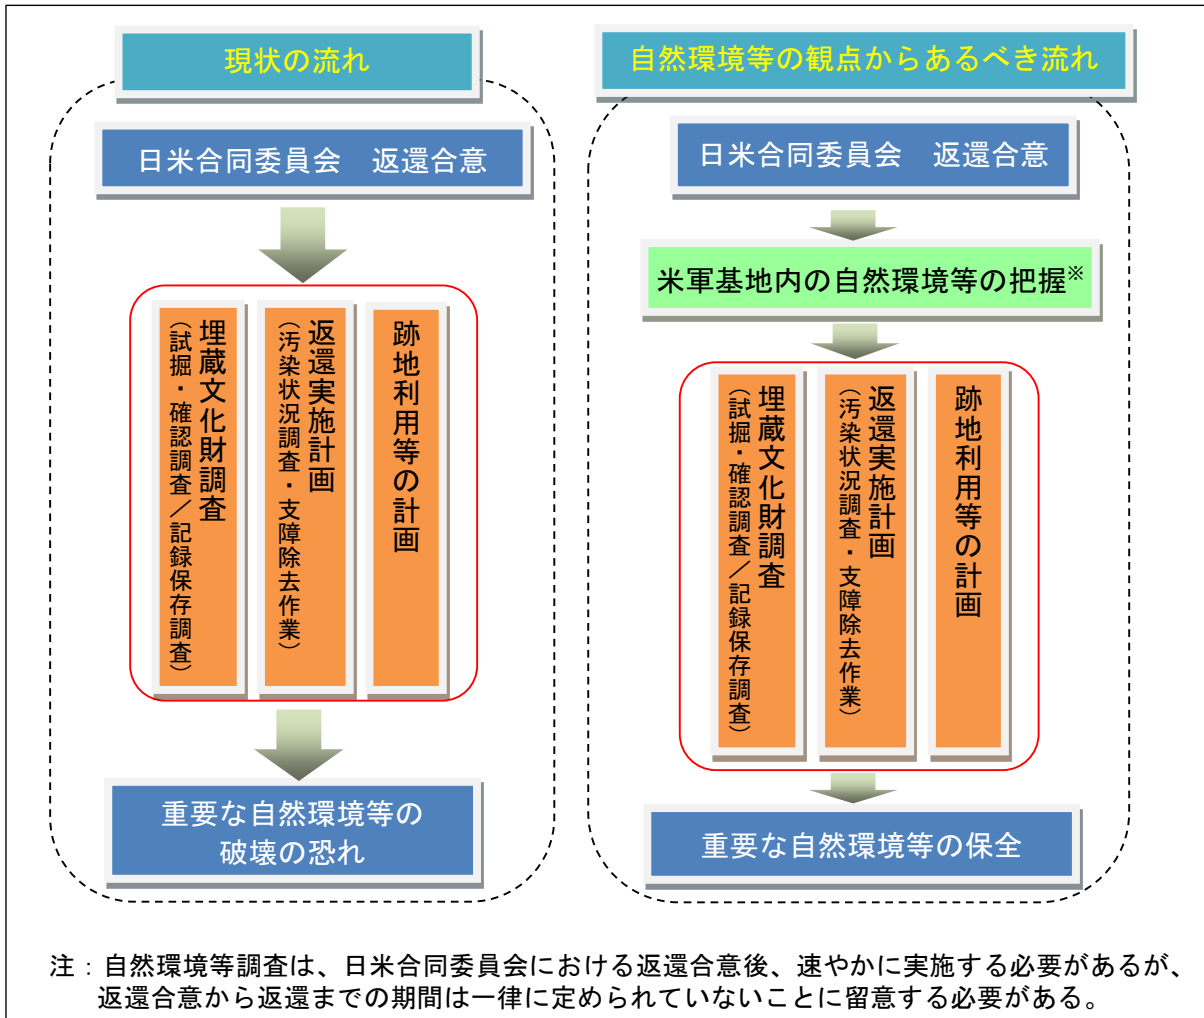 現状の流れ
日米合同委員会　返還合意
埋蔵文化財調査
（試掘・確認調査／記録保存調査）
返還実施計画
（汚染状況調査・支障除去作業）
跡地利用等の計画
重要な自然環境等の
破壊の恐れ
自然環境等の観点からあるべき流れ
日米合同委員会　返還合意
米軍基地内の自然環境等の把握※
埋蔵文化財調査
（試掘・確認調査／記録保存調査）
返還実施計画
（汚染状況調査・支障除去作業）
跡地利用等の計画
重要な自然環境等の保全
注：自然環境等調査は、日米合同委員会における返還合意後、速やかに実施する必要があるが、
返還合意から返還までの期間は一律に定められていないことに留意する必要がある。